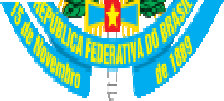 REPÚBLICA FEDERATIVA DO BRASIL
15 de Novembro
de 1889